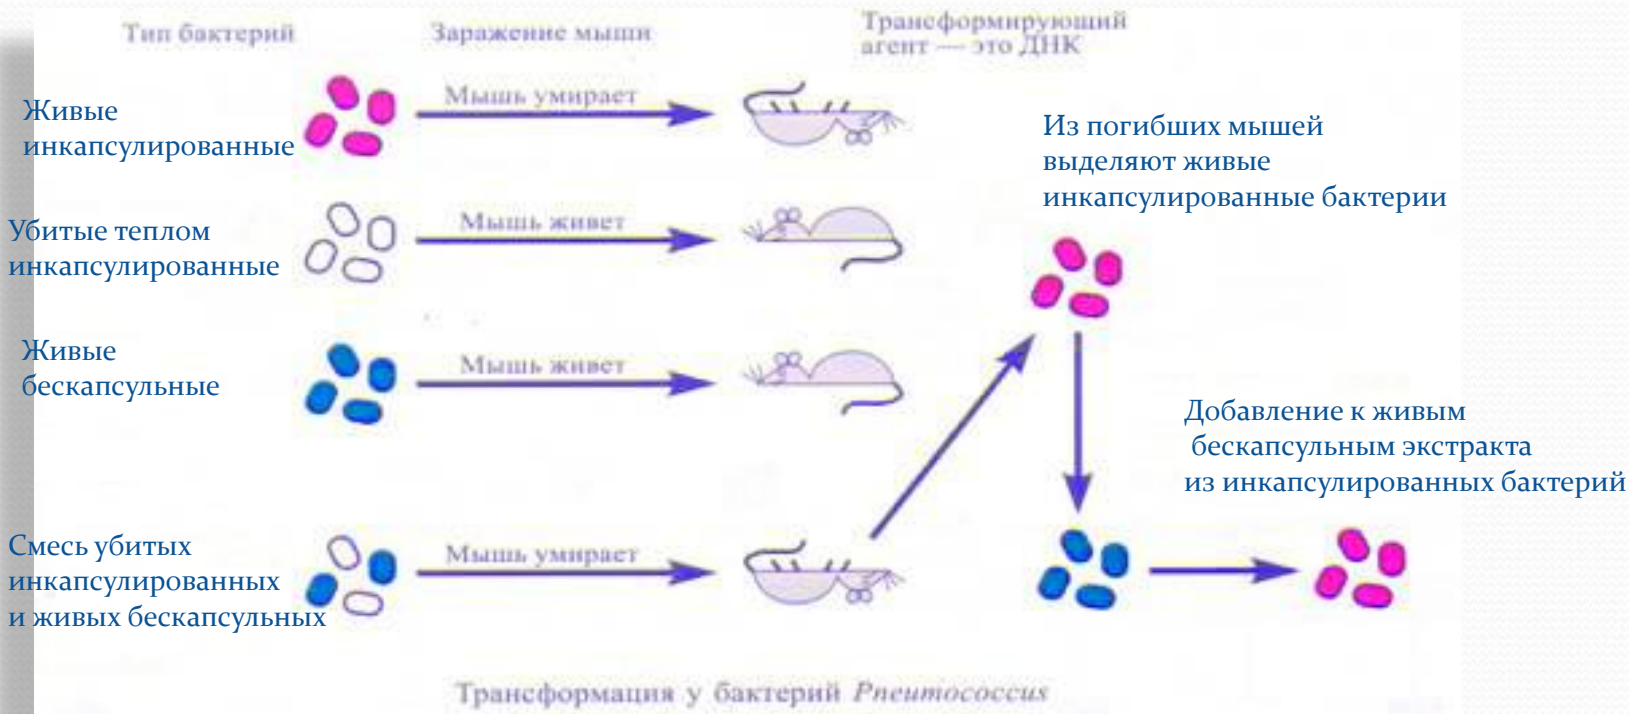 Тип бактерий
Заражение мыши
Трансформирующий
агент — это ДНК
Живые
инкапсулированные
Мышь умирает
Из погибших мышей
выделяют живые
инкапсулированные бактерии
Убитые теплом
инкапсулированные
Мышь живет
Живые
бескапсульные
Мышь живет
Добавление к живым
бескапсульным экстракта
из инкапсулированных бактерий
Смесь убитых
инкапсулированных
и живых бескапсульных
Мышь умирает
Трансформация у бактерий Pneumococcus